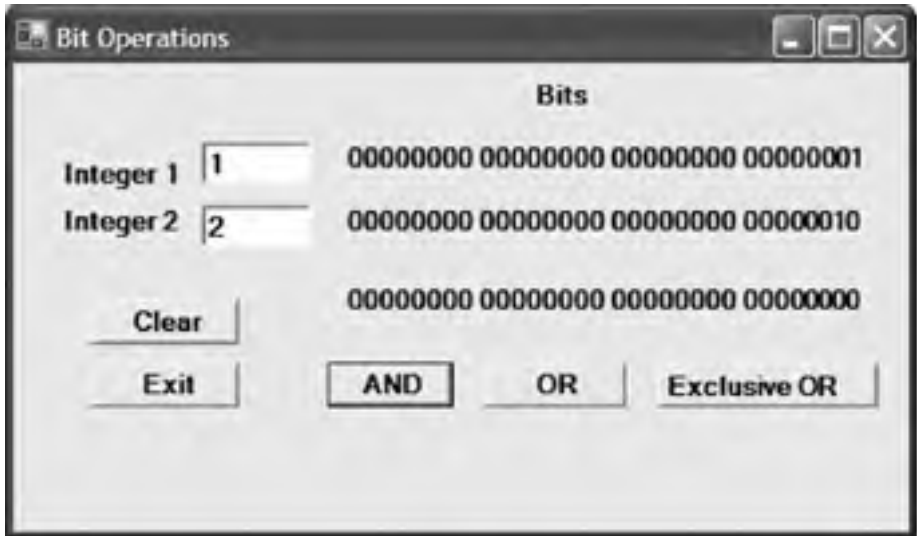 Bit Operations
Bits
Integer 1 1 00000000 00000000 00000000 00000001
Integer 2 2 00000000 00000000 00000000 00000010
00000000 00000000 00000000 00000000
Clear
Exit AND OR Exclusive OR